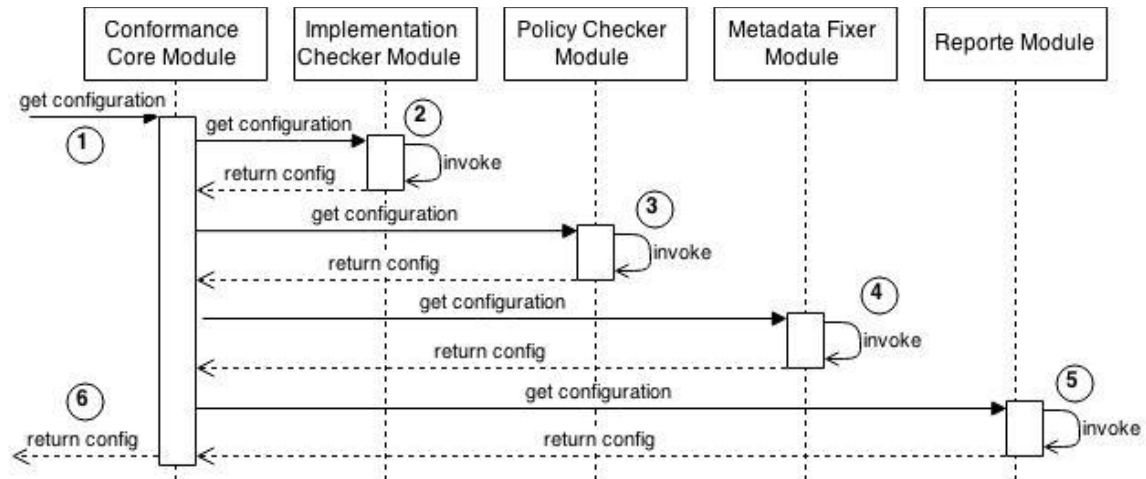 Conformance
Core Module
Implementation
Checker Module
Policy Checker
Module
Metadata Fixer
Module
Reporte Module
get configuration
1
get configuration
2
invoke
return config
get configuration
3
invoke
return config
get configuration
4
invoke
return config
get configuration
5
invoke
return config
6
return config